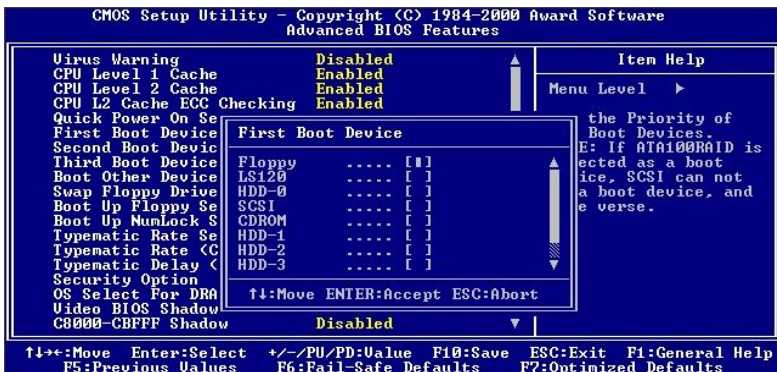 CMOS Setup Utility - Copyright (C) 1984-2000 Award Software
Advanced BIOS Features
Virus Warning Disabled
CPU Level 1 Cache Enabled
CPU Level 2 Cache Enabled
CPU L2 Cache ECC Checking Enabled
Quick Power On Se
First Boot Device
Second Boot Devic
Third Boot Device
Boot Other Device
Swap Floppy Drive
Boot Up Floppy Se
Boot Up NumLock S
Typematic Rate Se
Typematic Rate (C
Typematic Delay (
Security Option
OS Select For DRA
Video BIOS Shadow
C8000-CBFFF Shadow Disabled
First Boot Device
Floppy ..... [▮]
LS120 ..... [ ]
HDD-0 ..... [ ]
SCSI ..... [ ]
CDROM ..... [ ]
HDD-1 ..... [ ]
HDD-2 ..... [ ]
HDD-3 ..... [ ]
↑↓:Move ENTER:Accept ESC:Abort
Item Help
Menu Level ▶
the Priority of
Boot Devices.
E: If ATA100RAID is
ected as a boot
ice, SCSI can not
a boot device, and
e verse.
↑↓→←:Move Enter:Select +/-/PU/PD:Value F10:Save ESC:Exit F1:General Help
F5:Previous Values F6:Fail-Safe Defaults F7:Optimized Defaults